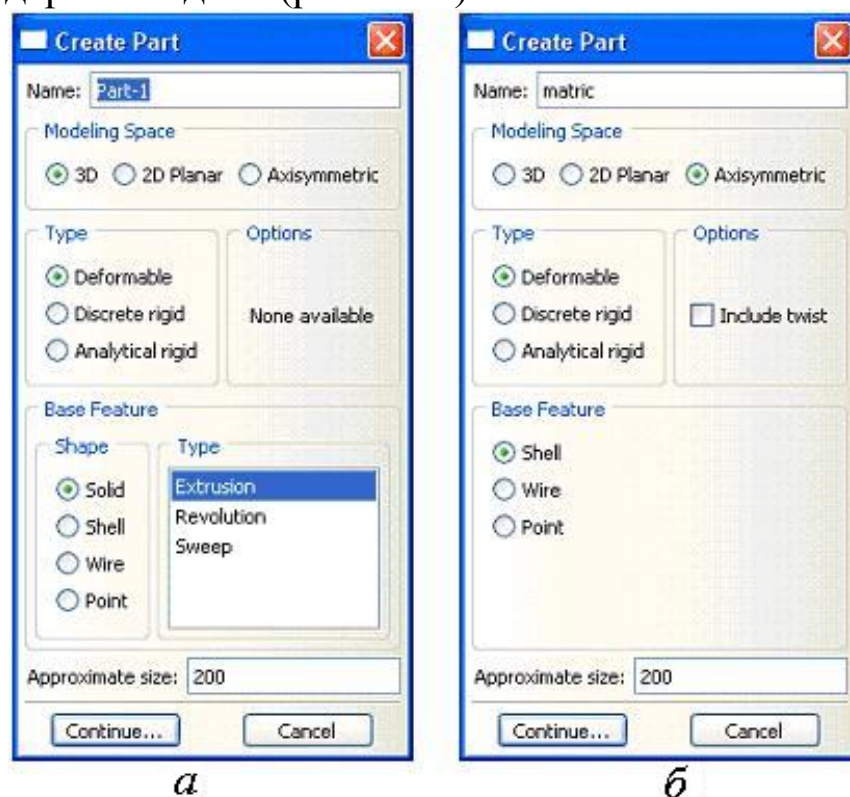 Create Part
Name: Part-1
Modeling Space
3D 2D Planar Axisymmetric
Type Options
Deformable
Discrete rigid None available
Analytical rigid
Base Feature
Shape Type
Solid Extrusion
Shell Revolution
Wire Sweep
Point
Approximate size: 200
Continue... Cancel
а
Create Part
Name: matric
Modeling Space
3D 2D Planar Axisymmetric
Type Options
Deformable
Discrete rigid Include twist
Analytical rigid
Base Feature
Shell
Wire
Point
Approximate size: 200
Continue... Cancel
б